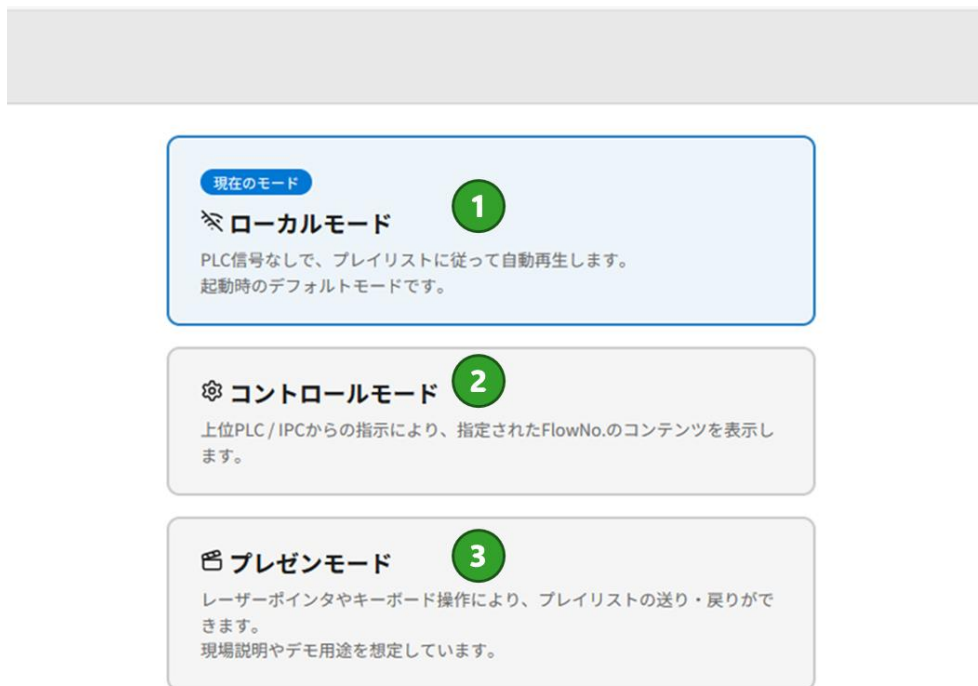 現在のモード
ローカルモード
1
PLC信号なしで、プレイリストに従って自動再生します。
起動時のデフォルトモードです。
コントロールモード
2
上位PLC / IPCからの指示により、指定されたFlowNo.のコンテンツを表示し
ます。
プレゼンモード
3
レーザーポインタやキーボード操作により、プレイリストの送り・戻りがで
きます。
現場説明やデモ用途を想定しています。